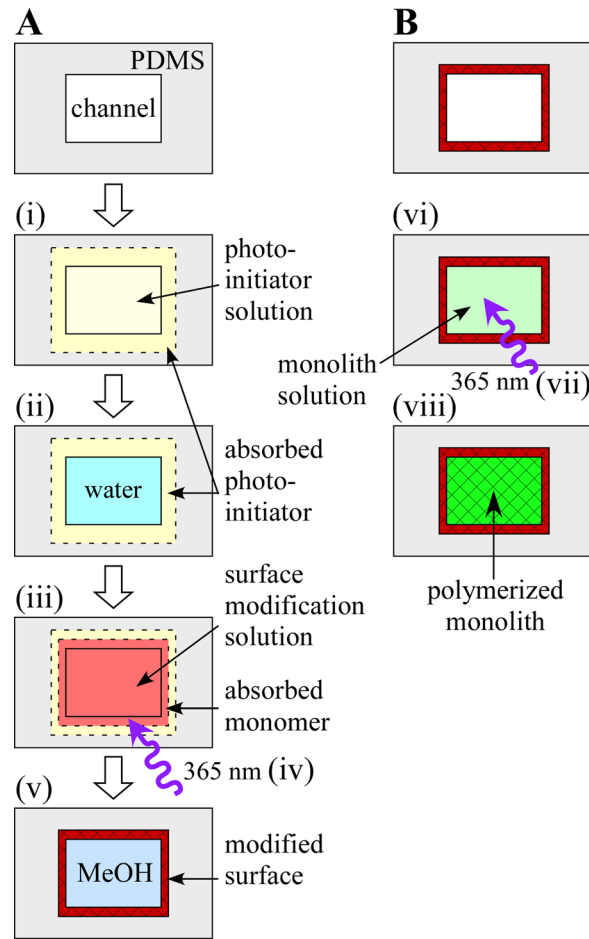 A
PDMS
channel
(i)
photo-
initiator
solution
(ii)
water
absorbed
photo-
initiator
(iii)
surface
modification
solution
absorbed
monomer
365 nm (iv)
(v)
MeOH
modified
surface
B
(vi)
monolith
solution
365 nm (vii)
(viii)
polymerized
monolith